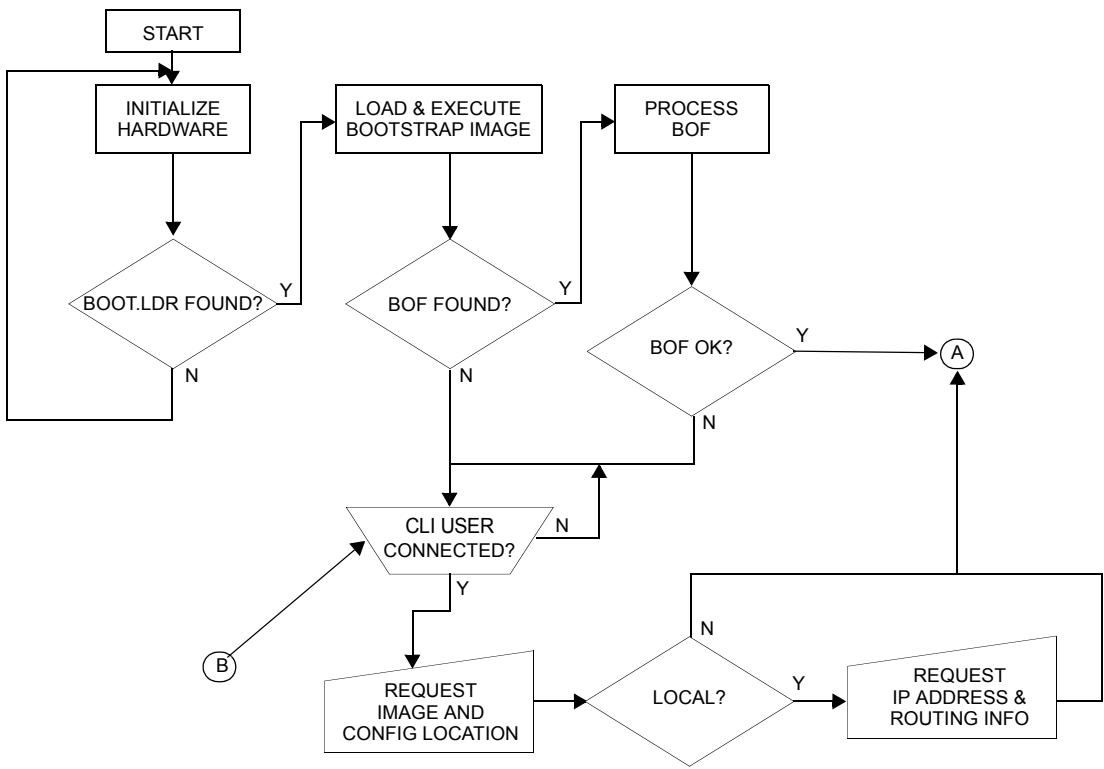 START
INITIALIZE
HARDWARE
LOAD & EXECUTE
BOOTSTRAP IMAGE
PROCESS
BOF
BOOT.LDR FOUND?
Y
N
BOF FOUND?
Y
N
BOF OK?
Y
N
A
CLI USER
CONNECTED?
N
Y
B
REQUEST
IMAGE AND
CONFIG LOCATION
LOCAL?
N
Y
REQUEST
IP ADDRESS &
ROUTING INFO